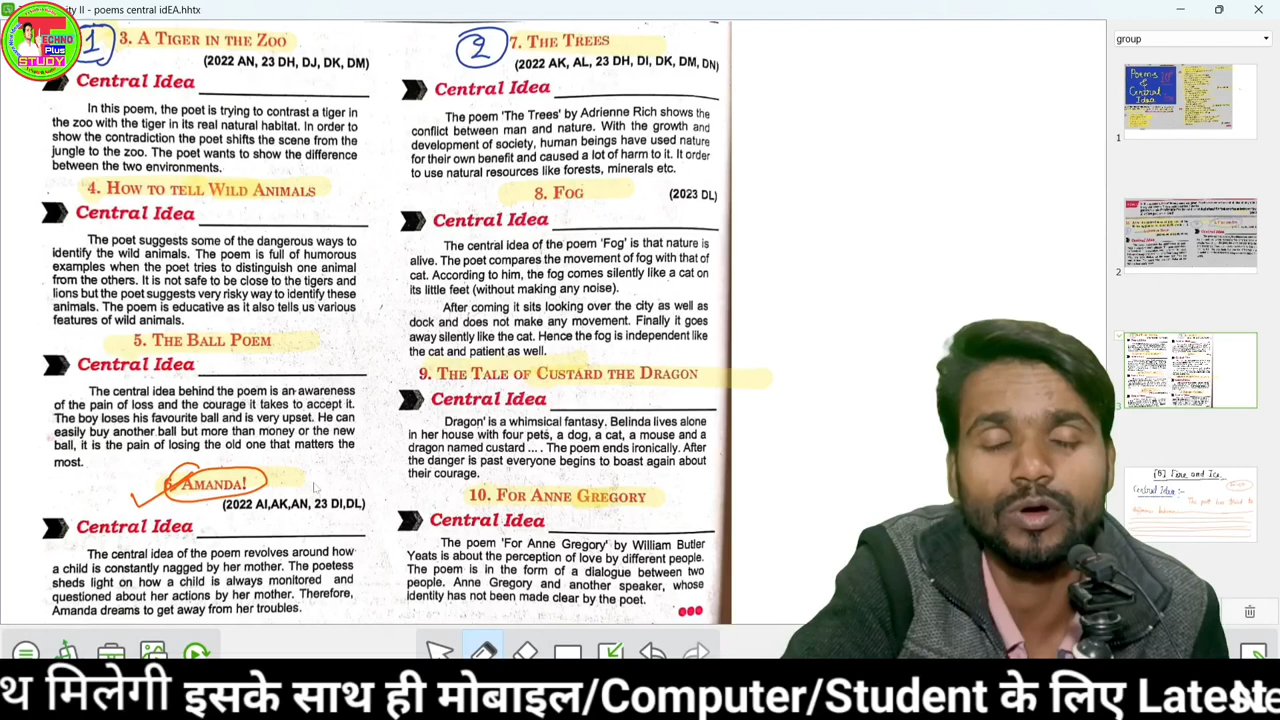 ity II - poems central idEA.hhtx
group
TECHNO
Plus
STUDY
1
3. A TIGER IN THE ZOO
(2022 AN, 23 DH, DJ, DK, DM)
Central Idea
In this poem, the poet is trying to contrast a tiger in
the zoo with the tiger in its real natural habitat. In order to
show the contradiction the poet shifts the scene from the
jungle to the zoo. The poet wants to show the difference
between the two environments.
4. HOW TO TELL WILD ANIMALS
Central Idea
The poet suggests some of the dangerous ways to
identify the wild animals. The poem is full of humorous
examples when the poet tries to distinguish one animal
from the others. It is not safe to be close to the tigers and
lions but the poet suggests very risky way to identify these
animals. The poem is educative as it also tells us various
features of wild animals.
5. THE BALL POEM
Central Idea
The central idea behind the poem is an awareness
of the pain of loss and the courage it takes to accept it.
The boy loses his favourite ball and is very upset. He can
easily buy another ball but more than money or the new
ball, it is the pain of losing the old one that matters the
most.
6. AMANDA!
(2022 AI,AK,AN, 23 DI,DL)
Central Idea
The central idea of the poem revolves around how
a child is constantly nagged by her mother. The poetess
sheds light on how a child is always monitored and
questioned about her actions by her mother. Therefore,
Amanda dreams to get away from her troubles.
2
7. THE TREES
(2022 AK, AL, 23 DH, DI, DK, DM, DN)
Central Idea
The poem 'The Trees' by Adrienne Rich shows the
conflict between man and nature. With the growth and
development of society, human beings have used nature
for their own benefit and caused a lot of harm to it. It order
to use natural resources like forests, minerals etc.
8. FOG
(2023 DL)
Central Idea
The central idea of the poem 'Fog' is that nature is
alive. The poet compares the movement of fog with that of
cat. According to him, the fog comes silently like a cat on
its little feet (without making any noise).
After coming it sits looking over the city as well as
dock and does not make any movement. Finally it goes
away silently like the cat. Hence the fog is independent like
the cat and patient as well.
9. THE TALE OF CUSTARD THE DRAGON
Central Idea
Dragon' is a whimsical fantasy. Belinda lives alone
in her house with four pets, a dog, a cat, a mouse and a
dragon named custard .... The poem ends ironically. After
the danger is past everyone begins to boast again about
their courage.
10. FOR ANNE GREGORY
Central Idea
The poem 'For Anne Gregory' by William Butler
Yeats is about the perception of love by different people.
The poem is in the form of a dialogue between two
people. Anne Gregory and another speaker, whose
identity has not been made clear by the poet.
Poems
&
Central
Idea
1
2
3
[6] Fire and Ice
Central Idea :-
The poet has tried to
थ मिलेगी इसके साथ ही मोबाइल/Computer/Student के लिए Latest